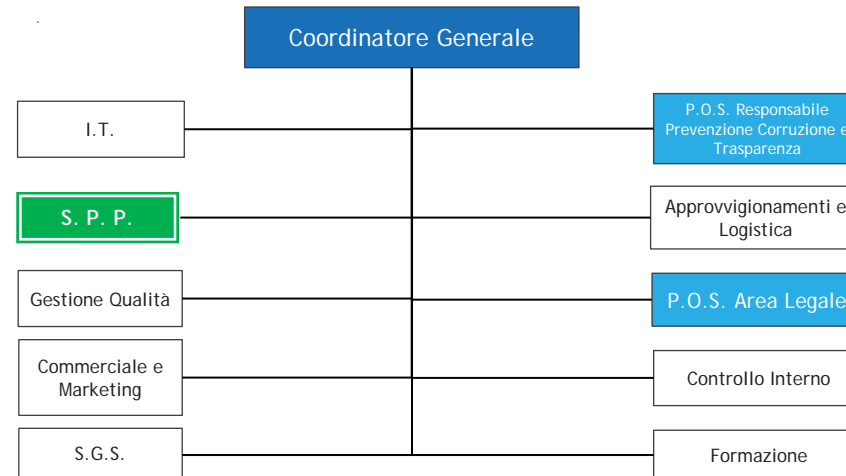 Coordinatore Generale
I.T.
P.O.S. Responsabile
Prevenzione Corruzione e
Trasparenza
S. P. P.
Approvvigionamenti e
Logistica
Gestione Qualità
P.O.S. Area Legale
Commerciale e
Marketing
Controllo Interno
S.G.S.
Formazione